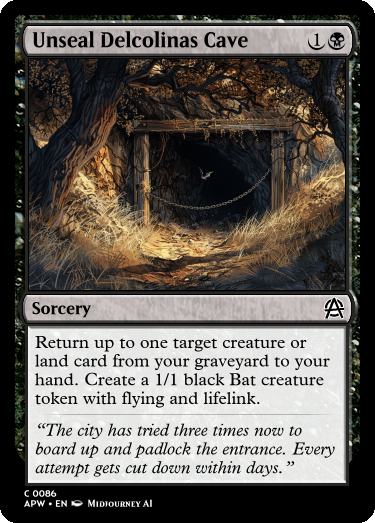 Unseal Delcolinas Cave 1
Sorcery
Return up to one target creature or
land card from your graveyard to your
hand. Create a 1/1 black Bat creature
token with flying and lifelink.
“The city has tried three times now to
board up and padlock the entrance. Every
attempt gets cut down within days.”
C 0086
APW • EN Midjourney AI